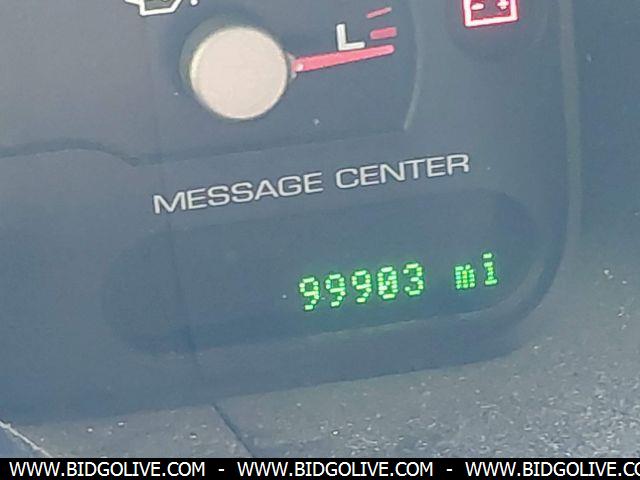 L
MESSAGE CENTER
99903 mi
WWW.BIDGOLIVE.COM - WWW.BIDGOLIVE.COM - WWW.BIDGOLIVE.CO